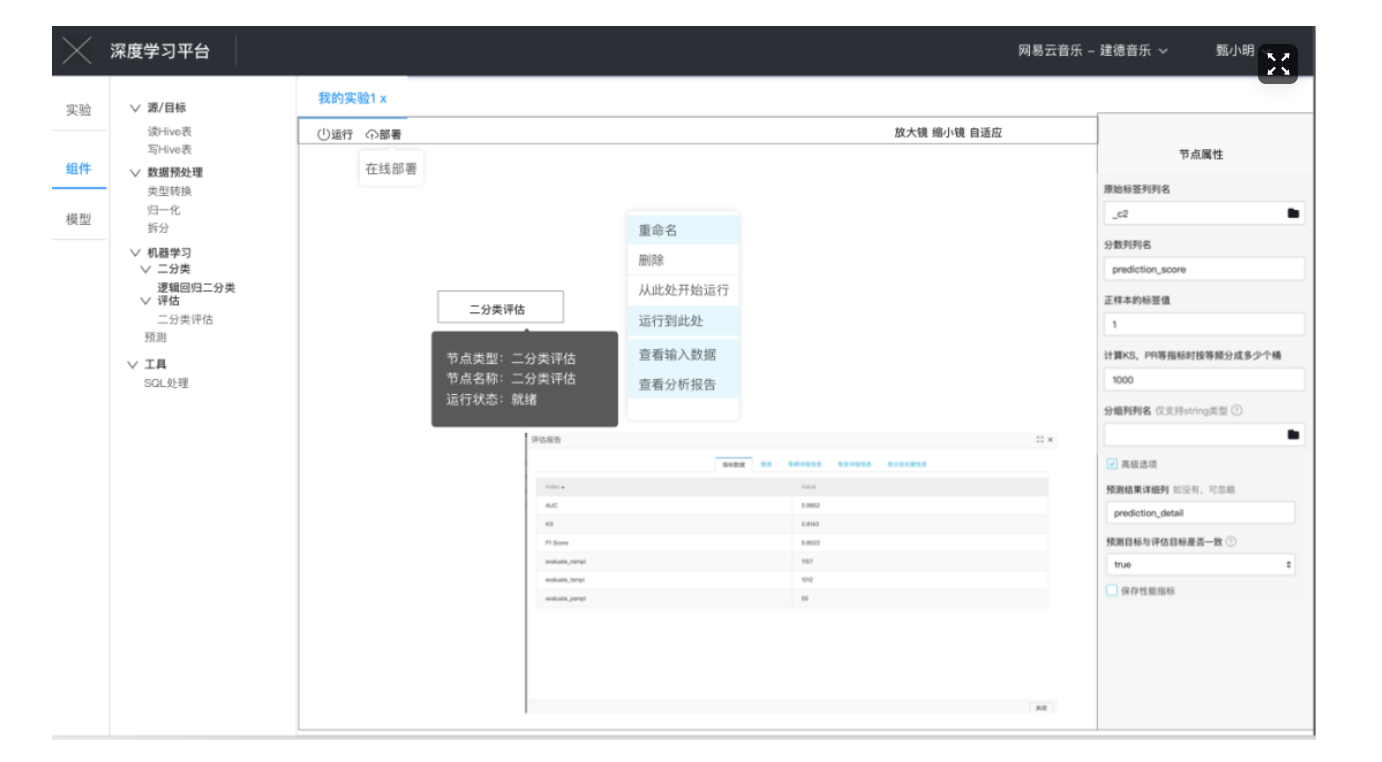 深度学习平台
网易云音乐 – 建德音乐
甄小明
实验
组件
模型
源/目标
读Hive表
写Hive表
数据预处理
类型转换
归一化
拆分
机器学习
二分类
逻辑回归二分类
评估
二分类评估
预测
工具
SQL处理
我的实验1 x
运行 部署
放大镜 缩小镜 自适应
在线部署
重命名
删除
从此处开始运行
运行到此处
查看输入数据
查看分析报告
二分类评估
节点类型：二分类评估
节点名称：二分类评估
运行状态：就绪
评估报告
指标数据 图表
Index Value
AUC 0.9952
KS 0.9143
F1 Score 0.8522
evaluate_nsmpl 1157
evaluate_tsmpl 1212
evaluate_psmpl 55
关闭
节点属性
原始标签列列名
_c2
分数列列名
prediction_score
正样本的标签值
1
计算KS，PR等指标时按等频分成多少个桶
1000
分组列列名 仅支持string类型
高级选项
预测结果详细列 如没有，可忽略
prediction_detail
预测目标与评估目标是否一致
true
保存性能指标